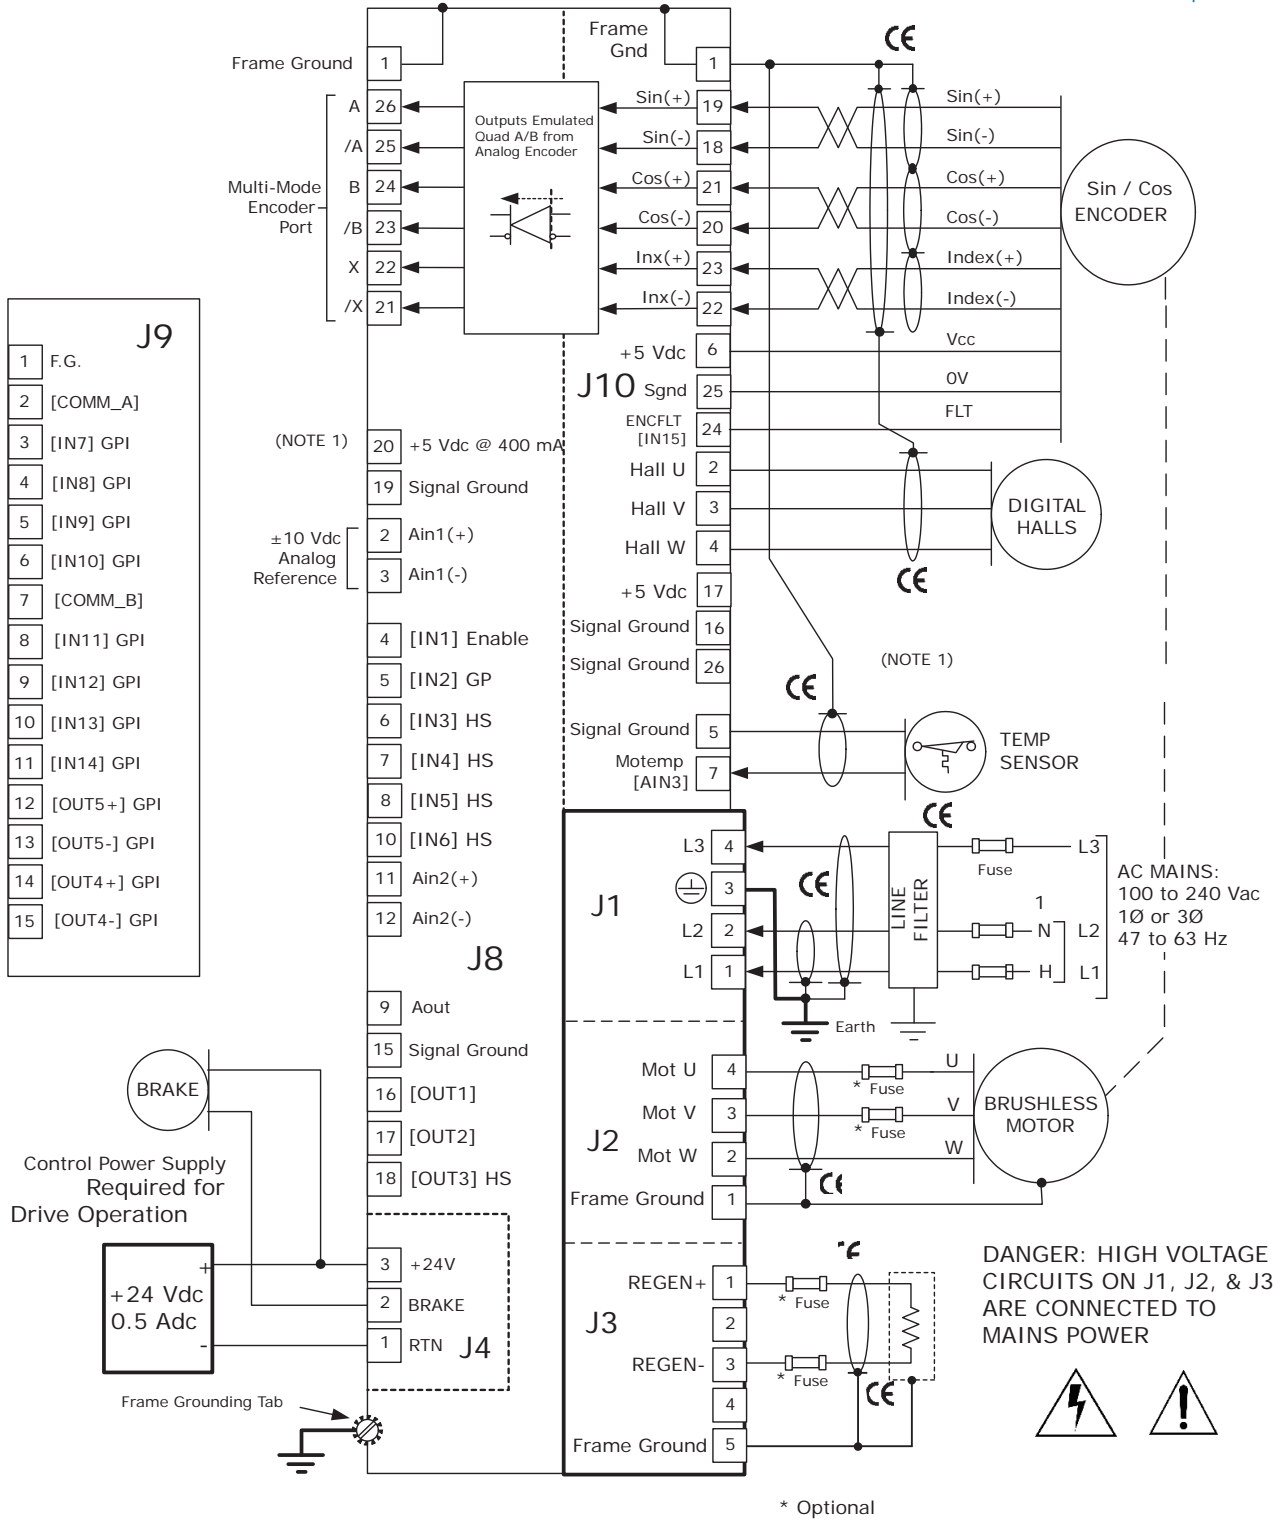 Frame Ground 1
Frame
Gnd 1
CE
A 26
/A 25
B 24
/B 23
X 22
/X 21
Multi-Mode
Encoder
Port
Outputs Emulated
Quad A/B from
Analog Encoder
Sin(+) 19 Sin(+)
Sin(-) 18 Sin(-)
Cos(+) 21 Cos(+)
Cos(-) 20 Cos(-)
Inx(+) 23 Index(+)
Inx(-) 22 Index(-)
Sin / Cos
ENCODER
+5 Vdc 6 Vcc
J10
Sgnd 25 0V
ENCFLT
[IN15] 24 FLT
Hall U 2
Hall V 3
Hall W 4
DIGITAL
HALLS
CE
+5 Vdc 17
Signal Ground 16
Signal Ground 26
(NOTE 1)
CE
Signal Ground 5
Motemp
[AIN3] 7
TEMP
SENSOR
J9
1 F.G.
2 [COMM_A]
3 [IN7] GPI
4 [IN8] GPI
5 [IN9] GPI
6 [IN10] GPI
7 [COMM_B]
8 [IN11] GPI
9 [IN12] GPI
10 [IN13] GPI
11 [IN14] GPI
12 [OUT5+] GPI
13 [OUT5-] GPI
14 [OUT4+] GPI
15 [OUT4-] GPI
(NOTE 1) 20 +5 Vdc @ 400 mA
19 Signal Ground
±10 Vdc
Analog
Reference
2 Ain1(+)
3 Ain1(-)
4 [IN1] Enable
5 [IN2] GP
6 [IN3] HS
7 [IN4] HS
8 [IN5] HS
10 [IN6] HS
11 Ain2(+)
12 Ain2(-)
J8
9 Aout
15 Signal Ground
16 [OUT1]
17 [OUT2]
18 [OUT3] HS
BRAKE
Control Power Supply
Required for
Drive Operation
+
+24 Vdc
0.5 Adc
-
3 +24V
2 BRAKE
1 RTN
J4
Frame Grounding Tab
J1
L3 4
3
L2 2
L1 1
CE
CE
LINE
FILTER
Fuse
L3
1
N L2
H L1
AC MAINS:
100 to 240 Vac
1Ø or 3Ø
47 to 63 Hz
Earth
J2
Mot U 4 * Fuse U
Mot V 3 * Fuse V
Mot W 2 W
Frame Ground 1
CE
BRUSHLESS
MOTOR
J3
CE
REGEN+ 1 * Fuse
2
REGEN- 3 * Fuse
4
Frame Ground 5
CE
DANGER: HIGH VOLTAGE
CIRCUITS ON J1, J2, & J3
ARE CONNECTED TO
MAINS POWER
* Optional